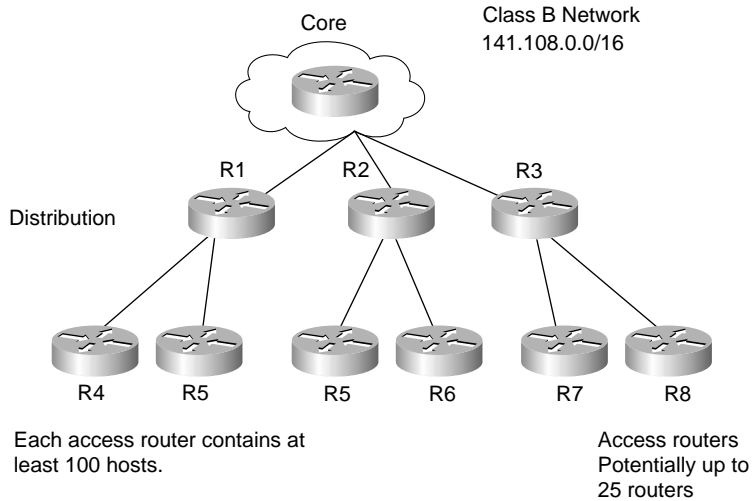 Core
Class B Network
141.108.0.0/16
R1
R2
R3
Distribution
R4
R5
R5
R6
R7
R8
Each access router contains at
least 100 hosts.
Access routers
Potentially up to
25 routers